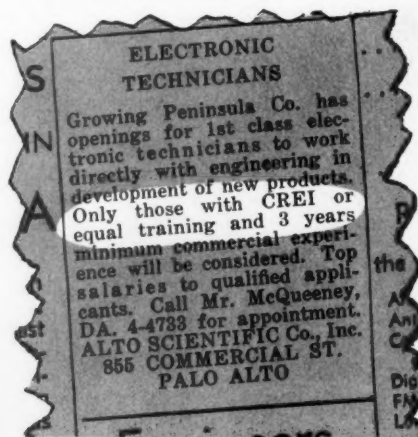 ELECTRONIC
TECHNICIANS
Growing Peninsula Co. has
openings for 1st class elec-
tronic technicians to work
directly with engineering in
development of new products.
Only those with CREI or
equal training and 3 years
minimum commercial experi-
ence will be considered. Top
salaries to qualified appli-
cants. Call Mr. McQueeney,
DA. 4-4733 for appointment.
ALTO SCIENTIFIC Co., Inc.
855 COMMERCIAL ST.
PALO ALTO
S
IN
A
the